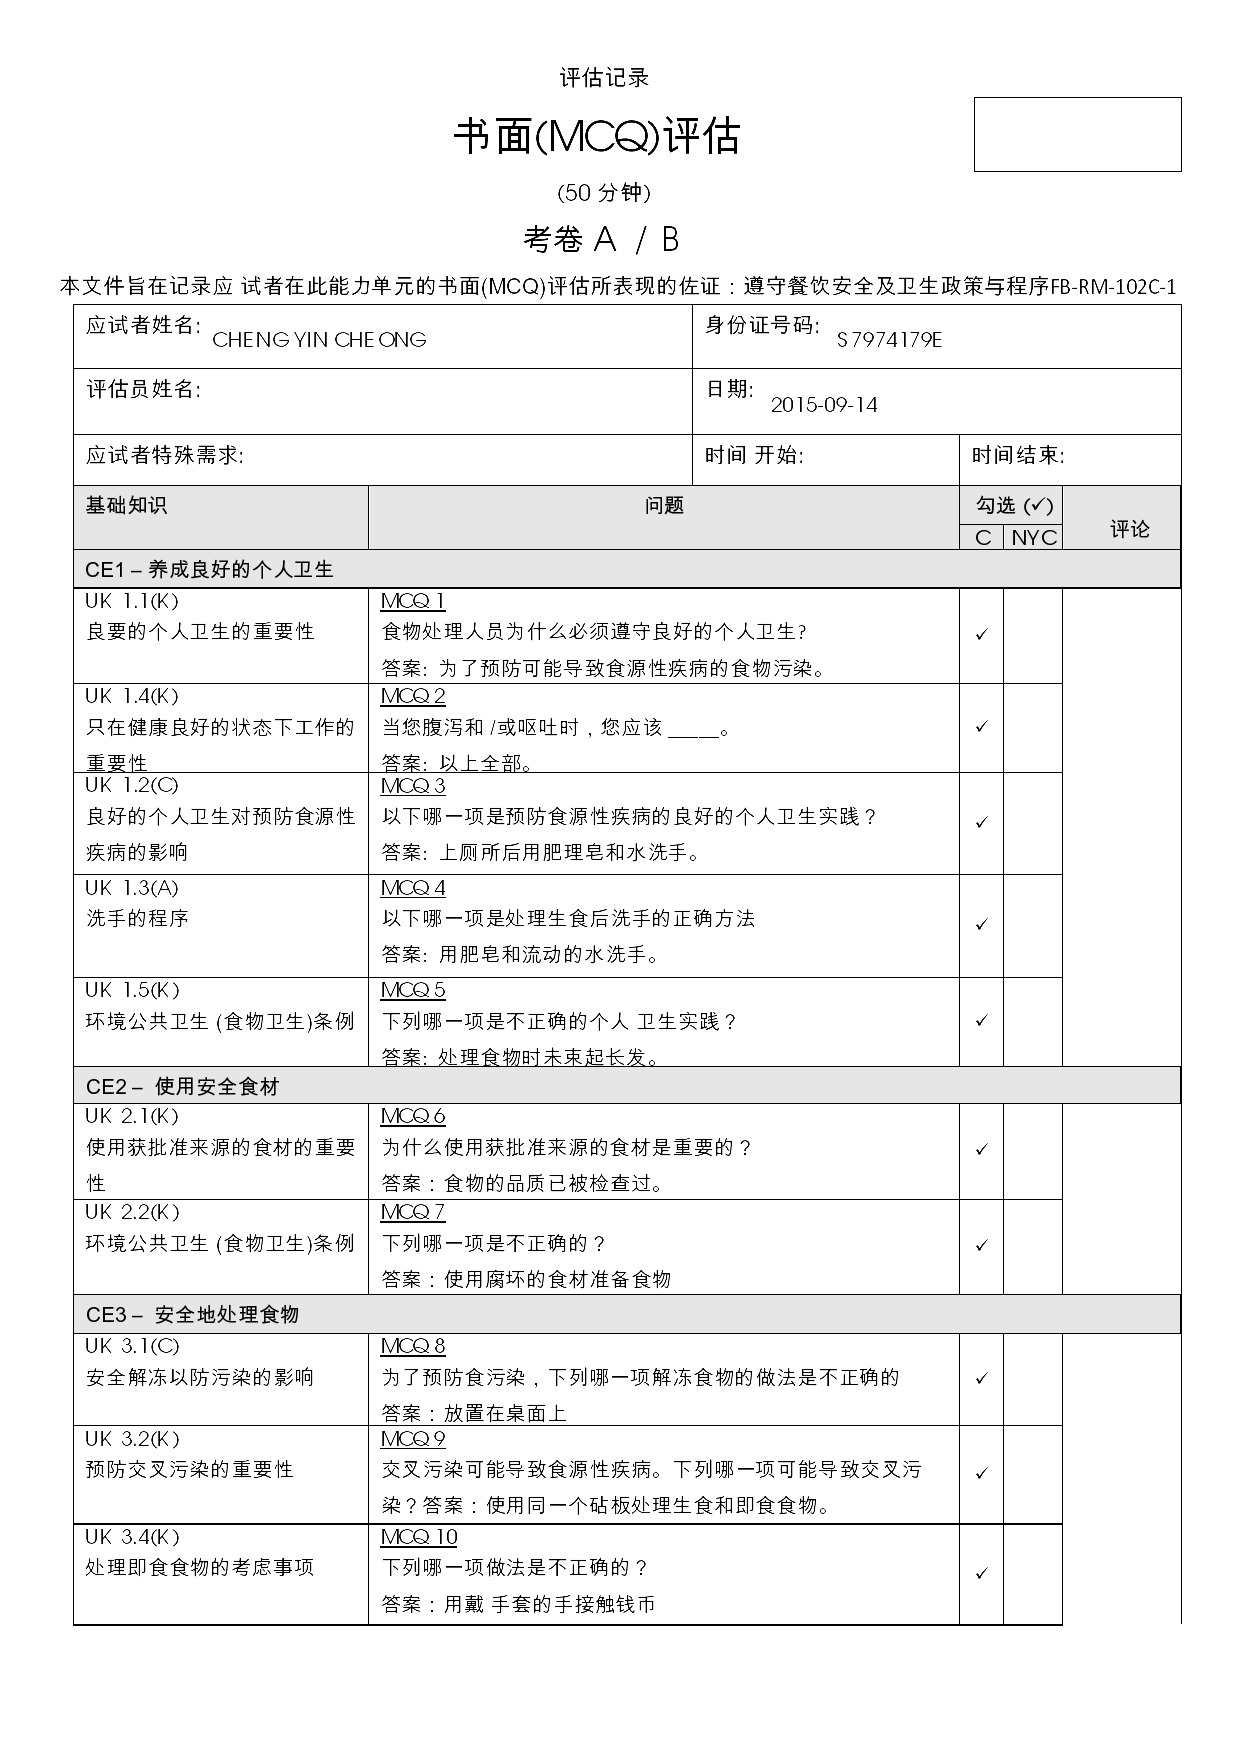 评估记录
书面(MCQ)评估
(50 分钟)
考卷 A / B
本文件旨在记录应 试者在此能力单元的书面(MCQ)评估所表现的佐证：遵守餐饮安全及卫生政策与程序FB-RM-102C-1
应试者姓名: CHENG YIN CHEONG 身份证号码: S7974179E
评估员姓名: 日期: 2015-09-14
应试者特殊需求: 时间 开始: 时间结束:
基础知识 问题 勾选 (✓) 评论
C NYC
CE1 – 养成良好的个人卫生
UK 1.1(K) MCQ 1
良要的个人卫生的重要性 食物处理人员为什么必须遵守良好的个人卫生? ✓
答案: 为了预防可能导致食源性疾病的食物污染。
UK 1.4(K) MCQ 2
只在健康良好的状态下工作的 当您腹泻和 /或呕吐时，您应该 _____。 ✓
重要性 答案: 以上全部。
UK 1.2(C) MCQ 3
良好的个人卫生对预防食源性 以下哪一项是预防食源性疾病的良好的个人卫生实践？ ✓
疾病的影响 答案: 上厕所后用肥理皂和水洗手。
UK 1.3(A) MCQ 4
洗手的程序 以下哪一项是处理生食后洗手的正确方法 ✓
答案: 用肥皂和流动的水洗手。
UK 1.5(K) MCQ 5
环境公共卫生 (食物卫生)条例 下列哪一项是不正确的个人 卫生实践？ ✓
答案: 处理食物时未束起长发。
CE2 – 使用安全食材
UK 2.1(K) MCQ 6
使用获批准来源的食材的重要 为什么使用获批准来源的食材是重要的？ ✓
性 答案：食物的品质已被检查过。
UK 2.2(K) MCQ 7
环境公共卫生 (食物卫生)条例 下列哪一项是不正确的？ ✓
答案：使用腐坏的食材准备食物
CE3 – 安全地处理食物
UK 3.1(C) MCQ 8
安全解冻以防污染的影响 为了预防食污染，下列哪一项解冻食物的做法是不正确的 ✓
答案：放置在桌面上
UK 3.2(K) MCQ 9
预防交叉污染的重要性 交叉污染可能导致食源性疾病。下列哪一项可能导致交叉污 ✓
染？答案：使用同一个砧板处理生食和即食食物。
UK 3.4(K) MCQ 10
处理即食食物的考虑事项 下列哪一项做法是不正确的？ ✓
答案：用戴 手套的手接触钱币